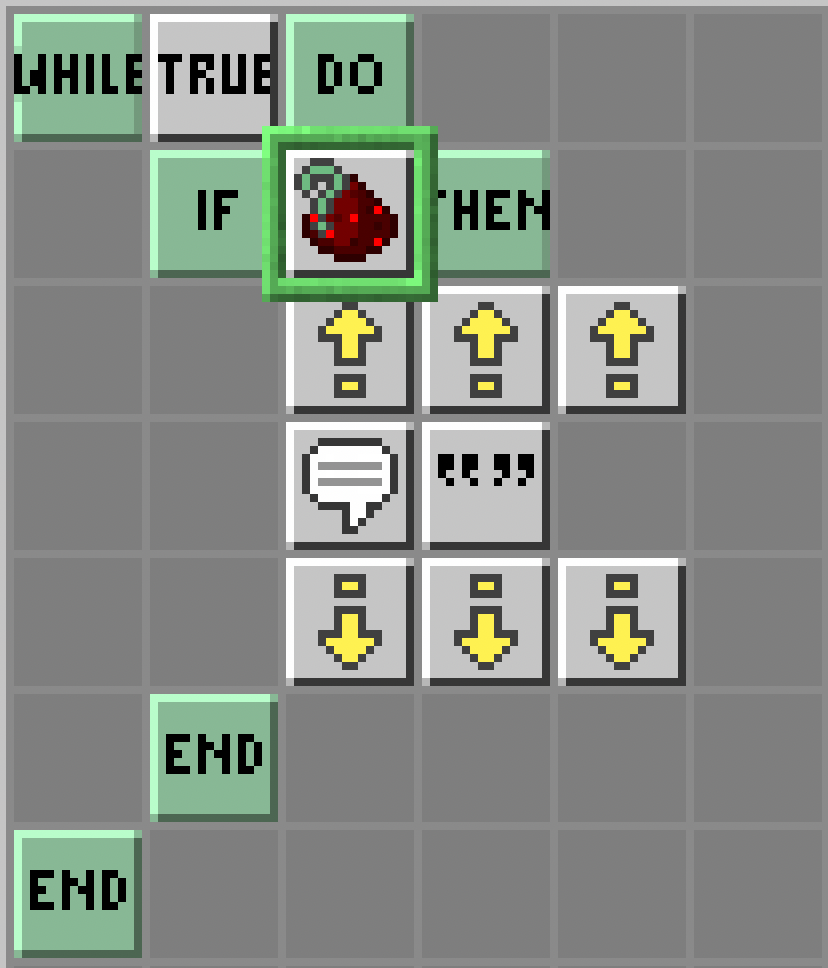 WHILE TRUE DO
IF THEN
“”
END
END